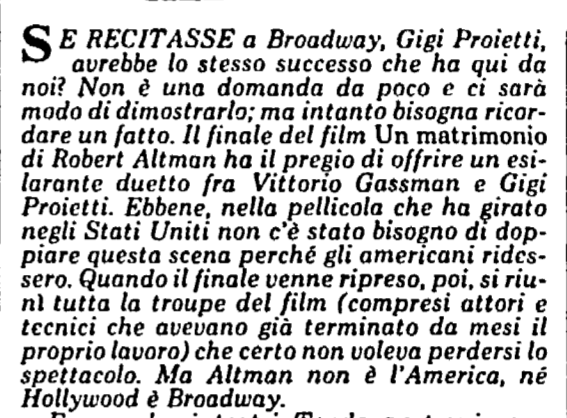 SE RECITASSE a Broadway, Gigi Proietti,
avrebbe lo stesso successo che ha qui da
noi? Non è una domanda da poco e ci sarà
modo di dimostrarlo; ma intanto bisogna ricor-
dare un fatto. Il finale del film Un matrimonio
di Robert Altman ha il pregio di offrire un esi-
larante duetto fra Vittorio Gassman e Gigi
Proietti. Ebbene, nella pellicola che ha girato
negli Stati Uniti non c'è stato bisogno di dop-
piare questa scena perché gli americani rides-
sero. Quando il finale venne ripreso, poi, si riu-
nì tutta la troupe del film (compresi attori e
tecnici che avevano già terminato da mesi il
proprio lavoro) che certo non voleva perdersi lo
spettacolo. Ma Altman non è l'America, né
Hollywood è Broadway.